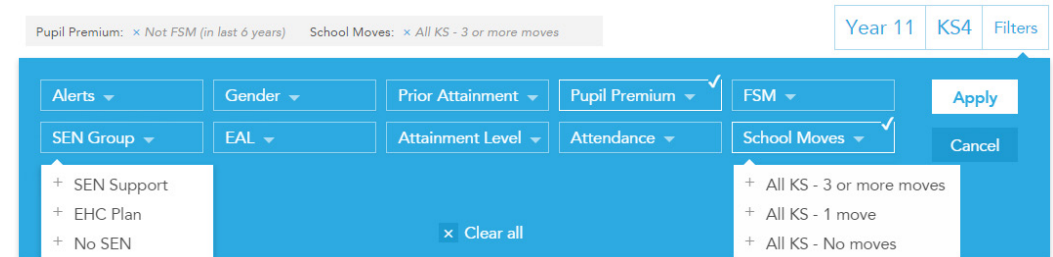 Pupil Premium: × Not FSM (in last 6 years) School Moves: × All KS - 3 or more moves
Year 11 KS4 Filters
Alerts Gender Prior Attainment Pupil Premium FSM Apply
SEN Group EAL Attainment Level Attendance School Moves Cancel
+ SEN Support
+ EHC Plan
+ No SEN
× Clear all
+ All KS - 3 or more moves
+ All KS - 1 move
+ All KS - No moves